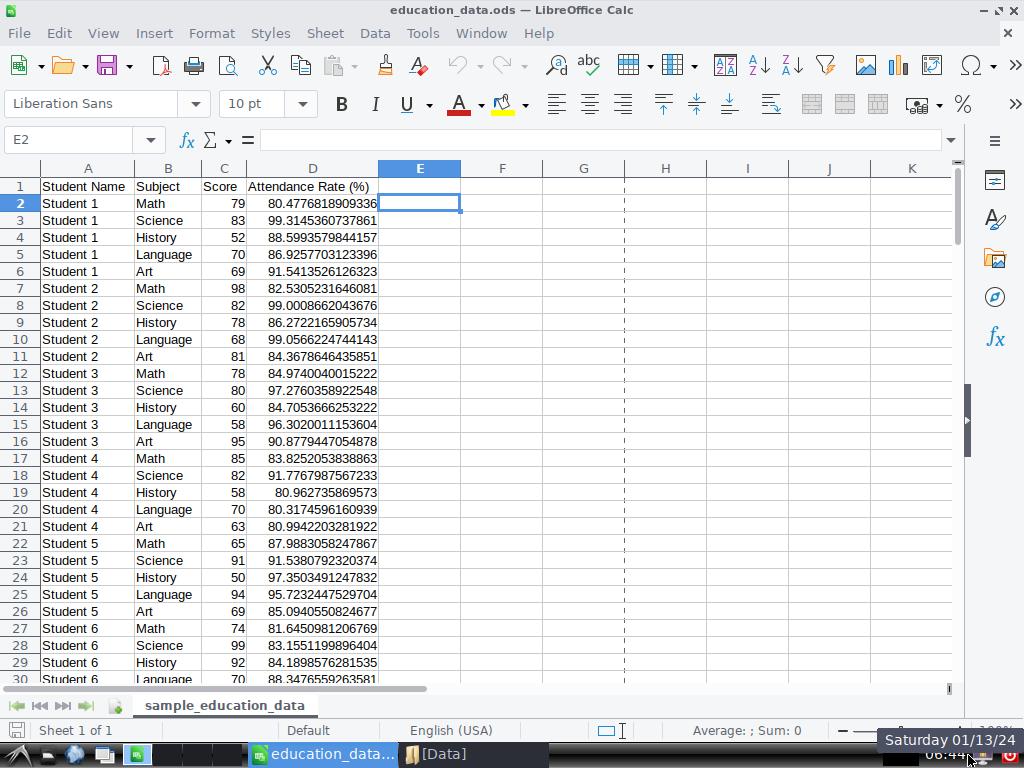 education_data.ods — LibreOffice Calc
File Edit View Insert Format Styles Sheet Data Tools Window Help
Liberation Sans 10 pt B I U A %
E2 fx Σ =
A B C D E F G H I J K
1 Student Name Subject Score Attendance Rate (%)
2 Student 1 Math 79 80.4776818909336
3 Student 1 Science 83 99.3145360737861
4 Student 1 History 52 88.5993579844157
5 Student 1 Language 70 86.9257703123396
6 Student 1 Art 69 91.5413526126323
7 Student 2 Math 98 82.5305231646081
8 Student 2 Science 82 99.0008662043676
9 Student 2 History 78 86.2722165905734
10 Student 2 Language 68 99.0566224744143
11 Student 2 Art 81 84.3678646435851
12 Student 3 Math 78 84.9740040015222
13 Student 3 Science 80 97.2760358922548
14 Student 3 History 60 84.7053666253222
15 Student 3 Language 58 96.3020011153604
16 Student 3 Art 95 90.8779447054878
17 Student 4 Math 85 83.8252053838863
18 Student 4 Science 82 91.7767987567233
19 Student 4 History 58 80.962735869573
20 Student 4 Language 70 80.3174596160939
21 Student 4 Art 63 80.9942203281922
22 Student 5 Math 65 87.9883058247867
23 Student 5 Science 91 91.5380792320374
24 Student 5 History 50 97.3503491247832
25 Student 5 Language 94 95.7232447529704
26 Student 5 Art 69 85.0940550824677
27 Student 6 Math 74 81.6450981206769
28 Student 6 Science 99 83.1551199896404
29 Student 6 History 92 84.1898576281535
30 Student 6 Language 70 88.3476559263581
sample_education_data
Sheet 1 of 1 Default English (USA) Average: ; Sum: 0
Saturday 01/13/24
education_data... [Data] 06:44